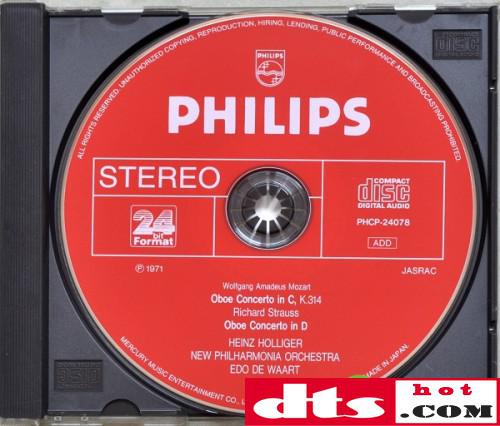 ALL RIGHTS RESERVED. UNAUTHORIZED COPYING, REPRODUCTION, HIRING, LENDING, PUBLIC PERFORMANCE AND BROADCASTING PROHIBITED.
PHILIPS
PHILIPS
STEREO
COMPACT
disc
DIGITAL AUDIO
PHCP-24078
ADD
24
bit
Format
℗ 1971
JASRAC
Wolfgang Amadeus Mozart
Oboe Concerto in C, K.314
Richard Strauss
Oboe Concerto in D
HEINZ HOLLIGER
NEW PHILHARMONIA ORCHESTRA
EDO DE WAART
MERCURY MUSIC ENTERTAINMENT CO., L
MADE IN JAPAN.
disc
dts
hot
.COM